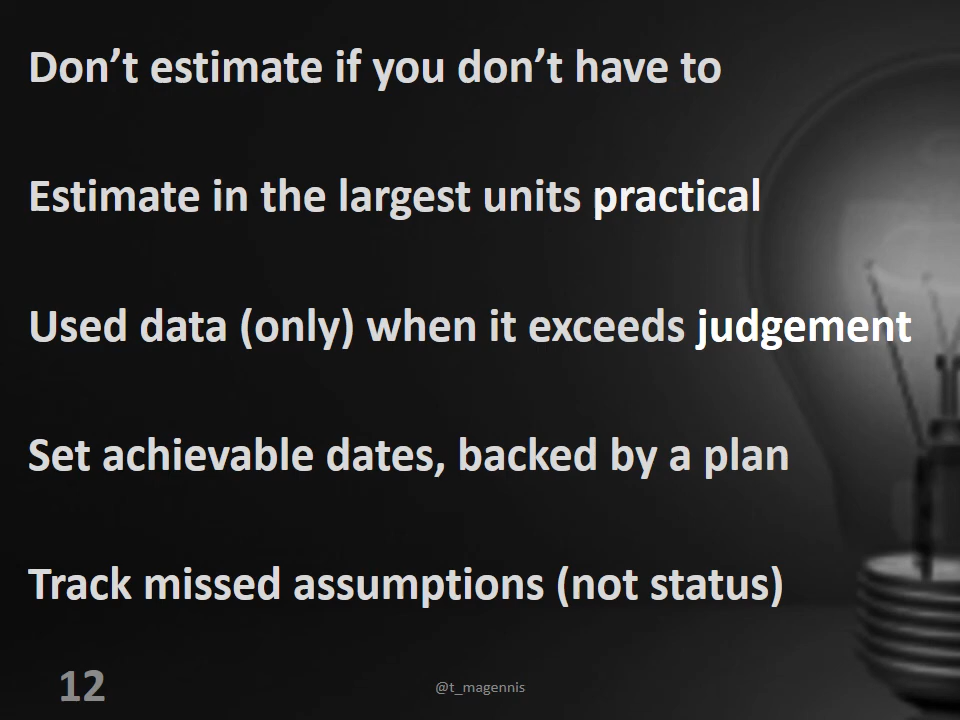 Don’t estimate if you don’t have to
Estimate in the largest units practical
Used data (only) when it exceeds judgement
Set achievable dates, backed by a plan
Track missed assumptions (not status)
12
@t_magennis